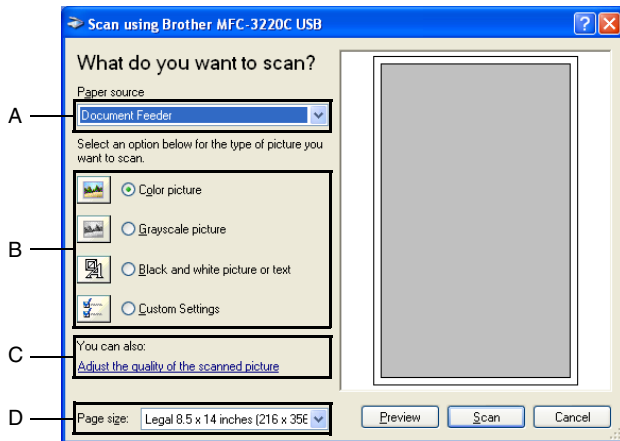 Scan using Brother MFC-3220C USB
What do you want to scan?
Paper source
A
Document Feeder
Select an option below for the type of picture you
want to scan.
B
Color picture
Grayscale picture
Black and white picture or text
Custom Settings
C
You can also:
Adjust the quality of the scanned picture
D
Page size:
Legal 8.5 x 14 inches (216 x 356
Preview
Scan
Cancel